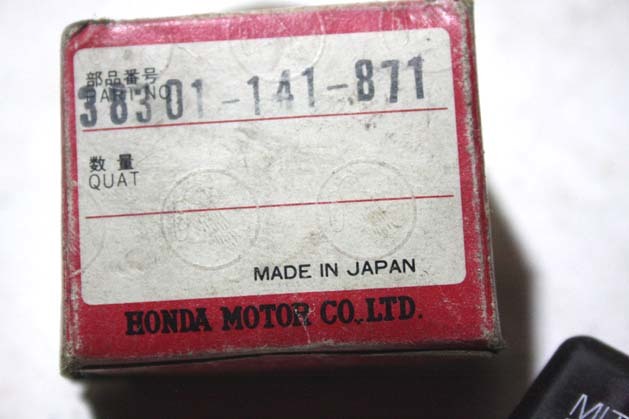 部品番号
PART NO
38301-141-871
数量
QUAT
MADE IN JAPAN
HONDA MOTOR CO., LTD.